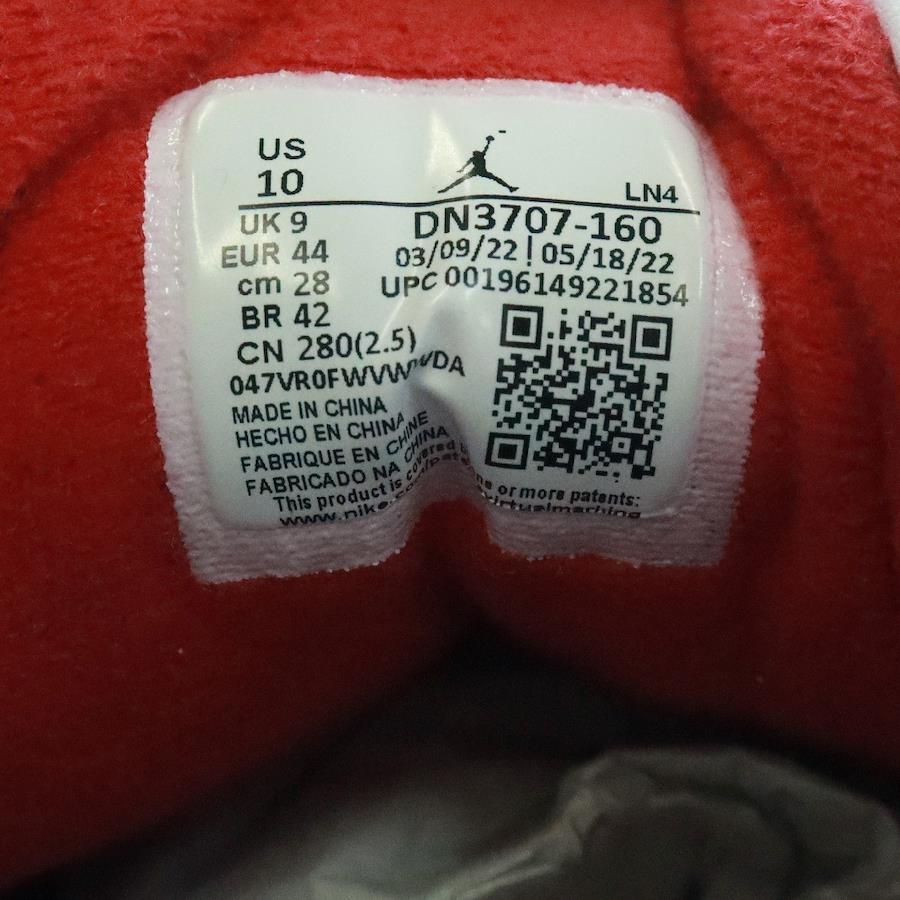 US
10
LN4
UK 9
DN3707-160
EUR 44
03/09/22 | 05/18/22
cm 28
UPC 00196149221854
BR 42
CN 280(2.5)
MADE IN CHINA
HECHO EN CHINA
FABRIQUE EN CHINE
FABRICADO NA CHINA
This product is covered or more patents: